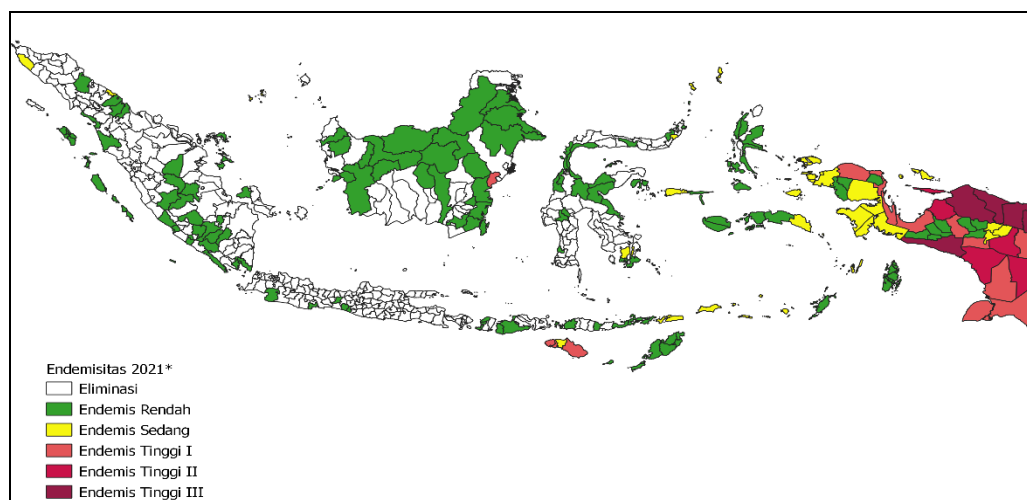 Endemisitas 2021*
Eliminasi
Endemis Rendah
Endemis Sedang
Endemis Tinggi I
Endemis Tinggi II
Endemis Tinggi III